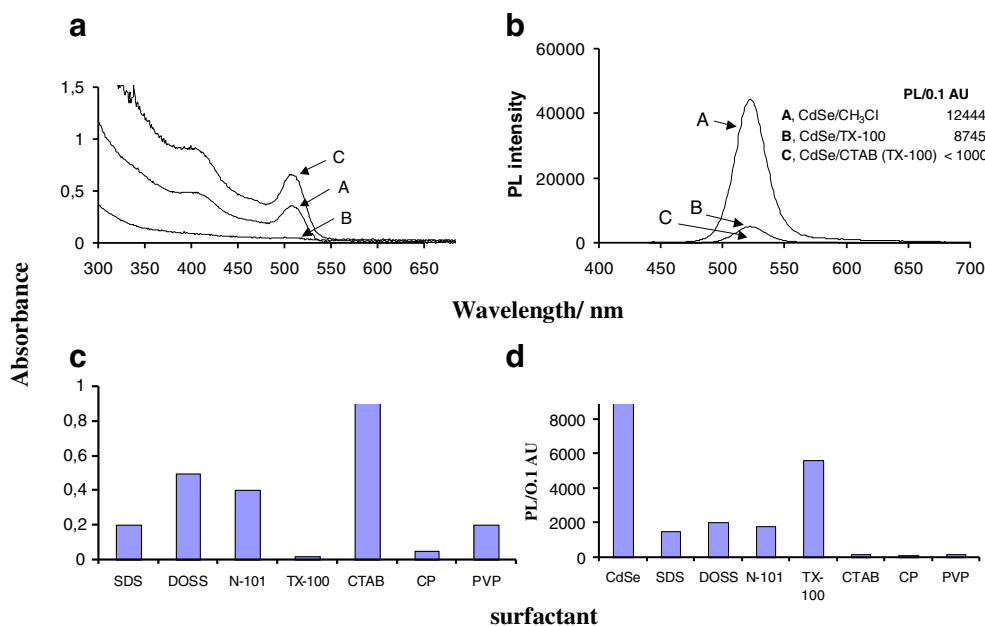 a
b
1,5
1
0,5
0
300 350 400 450 500 550 600 650
C
A
B
60000
40000
20000
0
PL intensity
400 450 500 550 600 650 700
A
B
C
PL/0.1 AU
A, CdSe/CH3Cl 12444
B, CdSe/TX-100 8745
C, CdSe/CTAB (TX-100) < 1000
Wavelength/ nm
Absorbance
c
d
1
0,8
0,6
0,4
0,2
0
SDS DOSS N-101 TX-100 CTAB CP PVP
8000
6000
4000
2000
0
PL/O.1 AU
CdSe SDS DOSS N-101 TX-100 CTAB CP PVP
surfactant